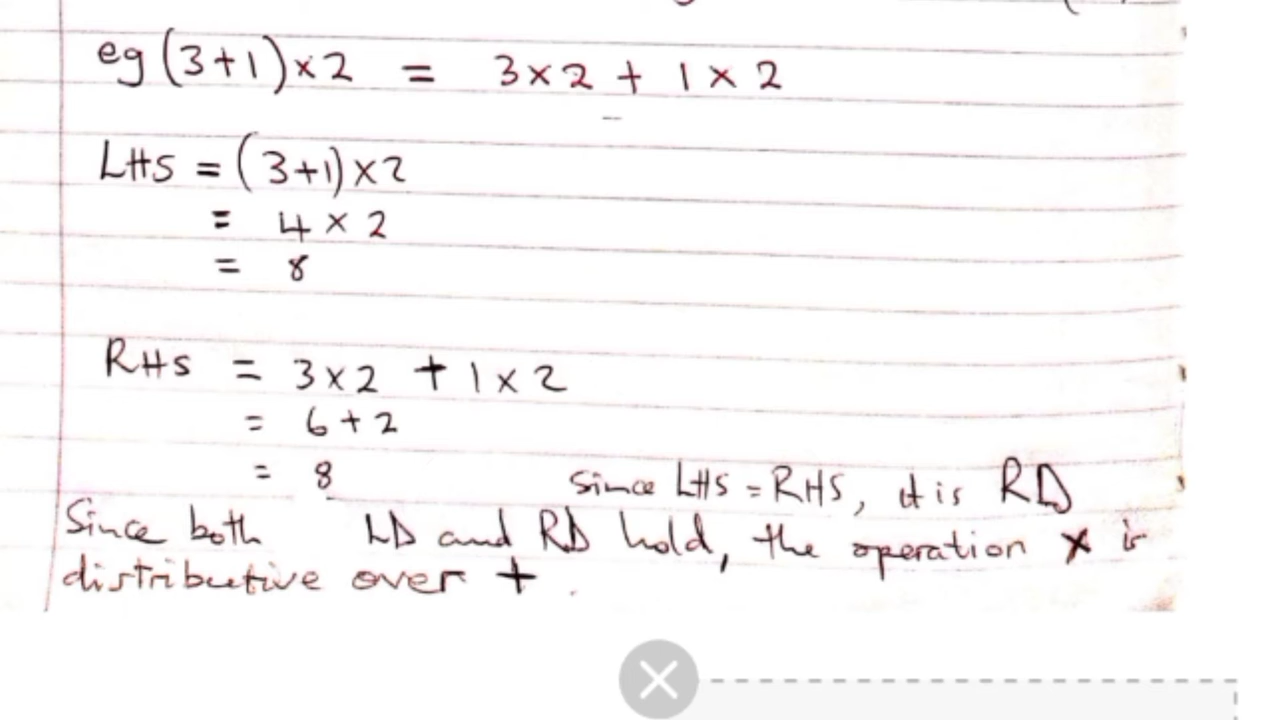 eg (3+1)×2 = 3×2 + 1×2
LHS = (3+1)×2
= 4 × 2
= 8
RHS = 3×2 + 1×2
= 6+2
= 8 Since LHS = RHS, it is RD
Since both LD and RD hold, the operation × is
distributive over + .